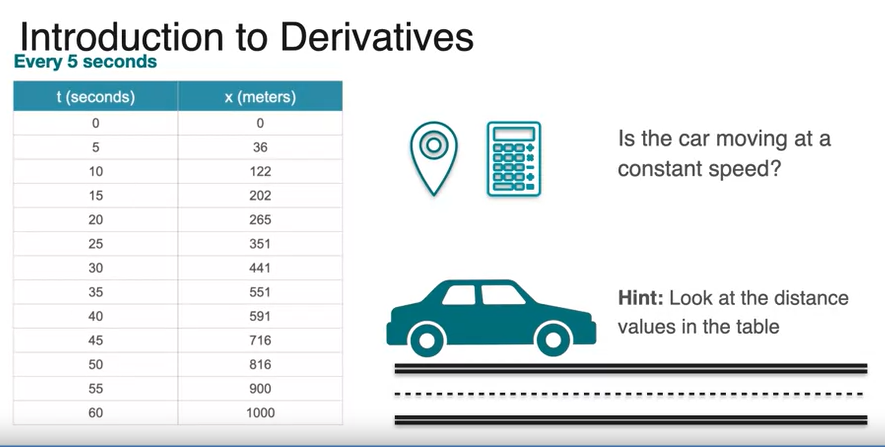 Introduction to Derivatives
Every 5 seconds
t (seconds) x (meters)
0 0
5 36
10 122
15 202
20 265
25 351
30 441
35 551
40 591
45 716
50 816
55 900
60 1000
Is the car moving at a
constant speed?
Hint: Look at the distance
values in the table